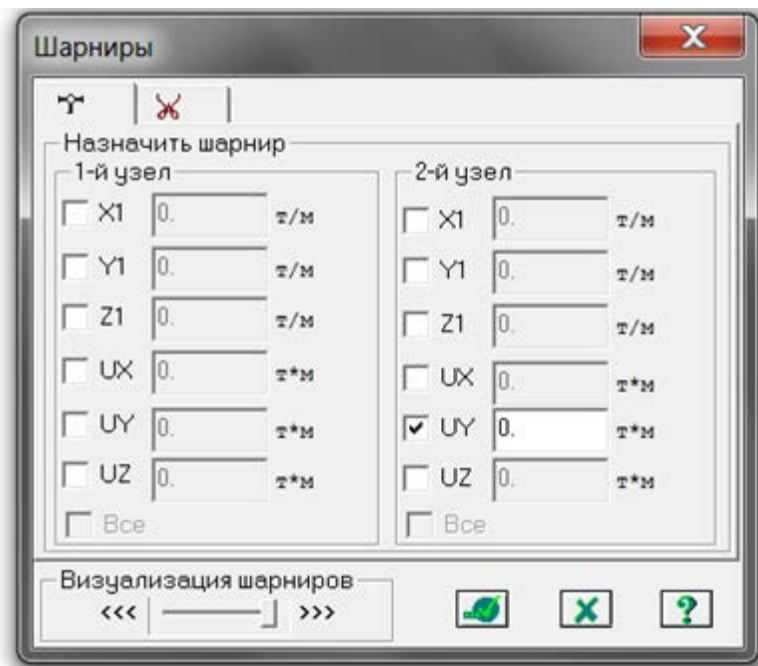 Шарниры
Назначить шарнир
1-й узел 2-й узел
X1 0. т/м X1 0. т/м
Y1 0. т/м Y1 0. т/м
Z1 0. т/м Z1 0. т/м
UX 0. т*м UX 0. т*м
UY 0. т*м UY 0. т*м
UZ 0. т*м UZ 0. т*м
Все Все
Визуализация шарниров
<<< >>> ?